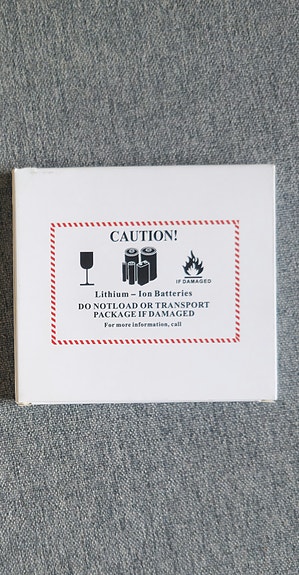 CAUTION!
IF DAMAGED
Lithium – Ion Batteries
DO NOTLOAD OR TRANSPORT
PACKAGE IF DAMAGED
For more information, call